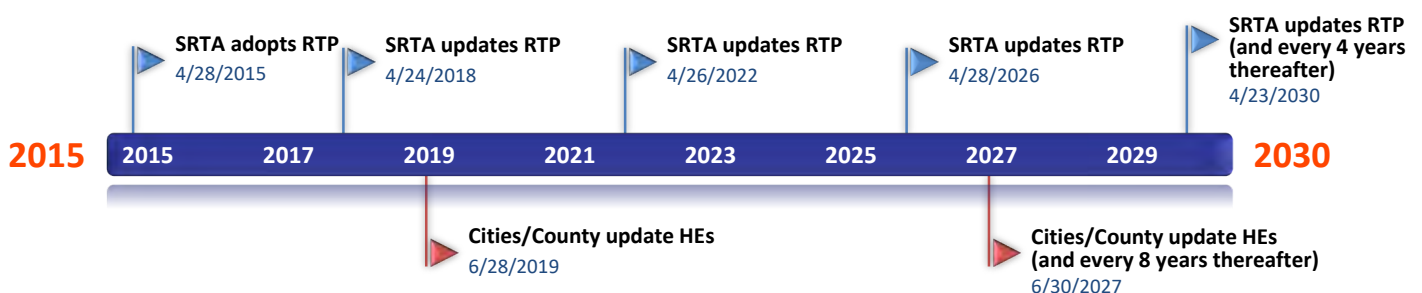 SRTA adopts RTP
4/28/2015
SRTA updates RTP
4/24/2018
SRTA updates RTP
4/26/2022
SRTA updates RTP
4/28/2026
SRTA updates RTP
(and every 4 years
thereafter)
4/23/2030
2015
2015 2017 2019 2021 2023 2025 2027 2029
2030
Cities/County update HEs
6/28/2019
Cities/County update HEs
(and every 8 years thereafter)
6/30/2027